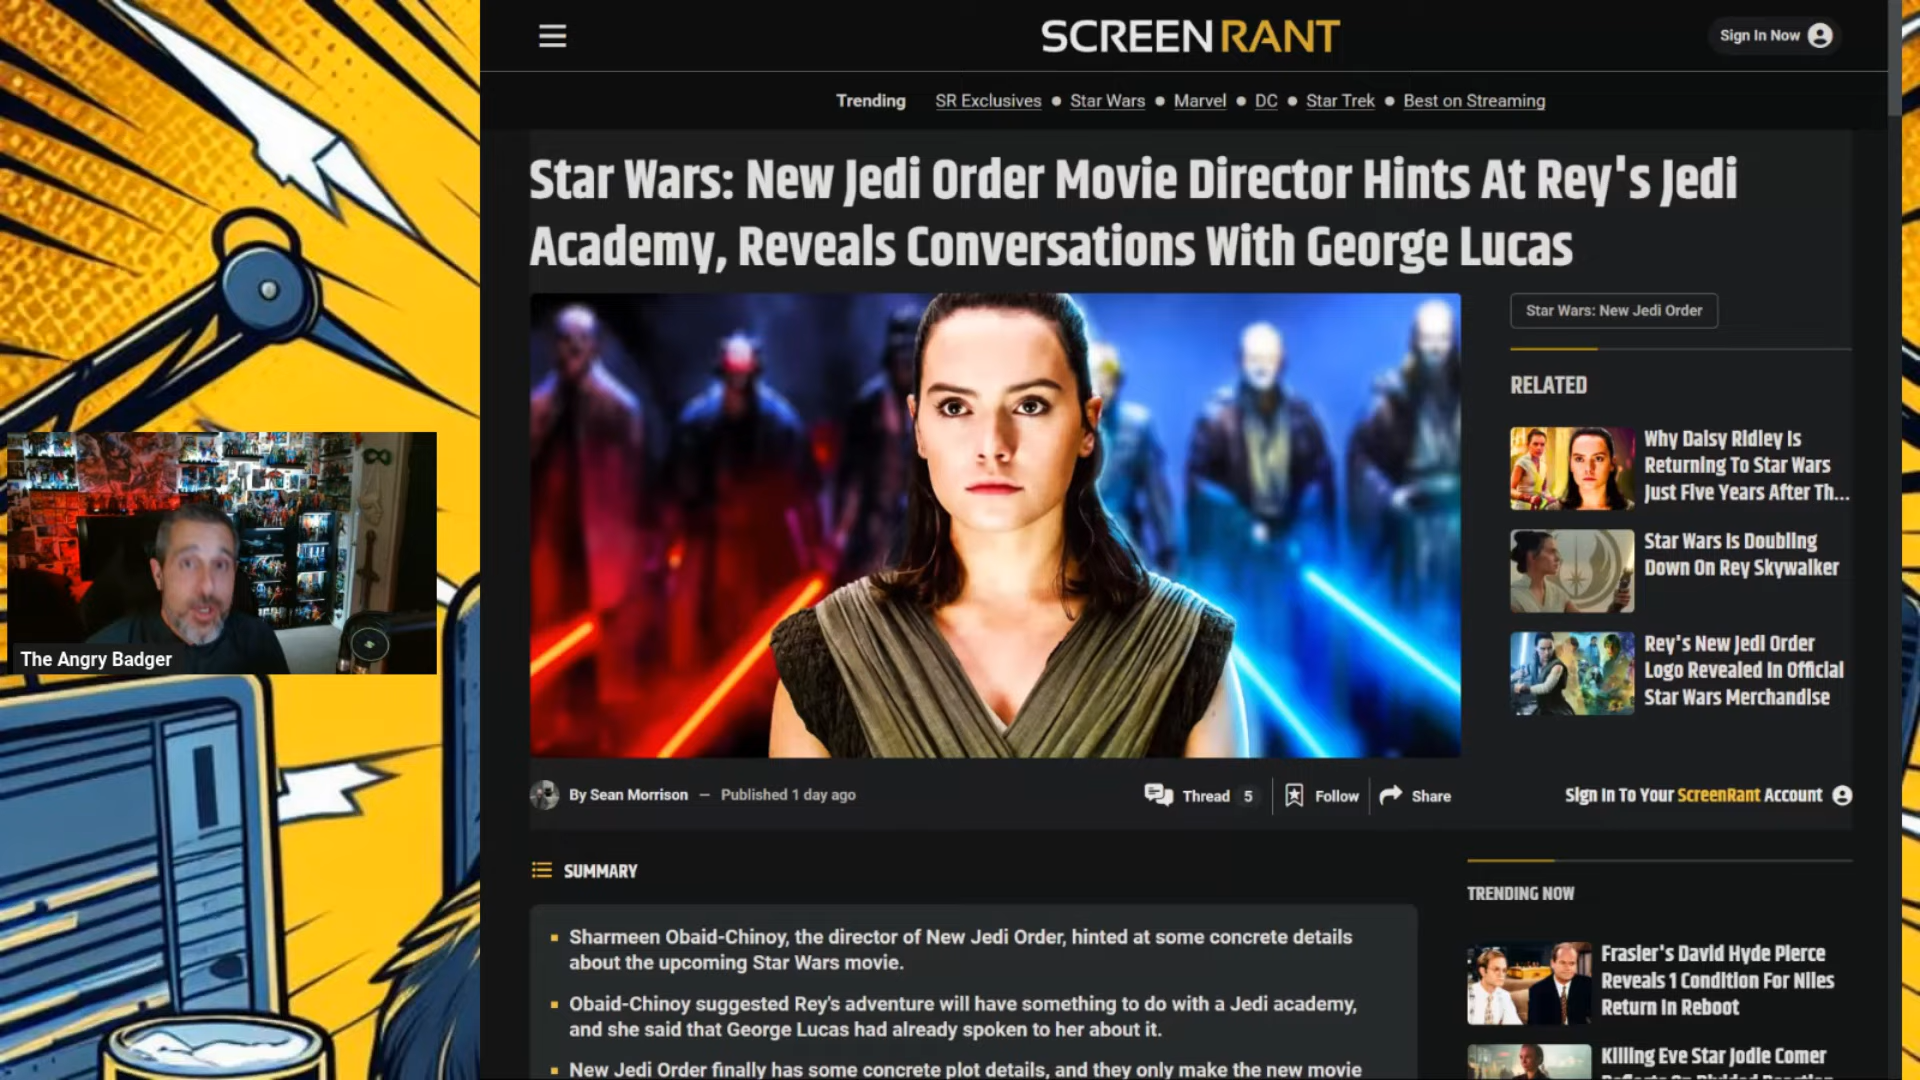 SCREENRANT
Sign In Now
Trending SR Exclusives • Star Wars • Marvel • DC • Star Trek • Best on Streaming
Star Wars: New Jedi Order Movie Director Hints At Rey's Jedi
Academy, Reveals Conversations With George Lucas
Star Wars: New Jedi Order
RELATED
Why Daisy Ridley Is
Returning To Star Wars
Just Five Years After Th...
Star Wars Is Doubling
Down On Rey Skywalker
Rey's New Jedi Order
Logo Revealed In Official
Star Wars Merchandise
The Angry Badger
By Sean Morrison — Published 1 day ago
Thread 5
Follow
Share
Sign In To Your ScreenRant Account
SUMMARY
Sharmeen Obaid-Chinoy, the director of New Jedi Order, hinted at some concrete details
about the upcoming Star Wars movie.
Obaid-Chinoy suggested Rey's adventure will have something to do with a Jedi academy,
and she said that George Lucas had already spoken to her about it.
New Jedi Order finally has some concrete plot details, and they only make the new movie
TRENDING NOW
Frasier's David Hyde Pierce
Reveals 1 Condition For Niles
Return In Reboot
Killing Eve Star Jodie Comer